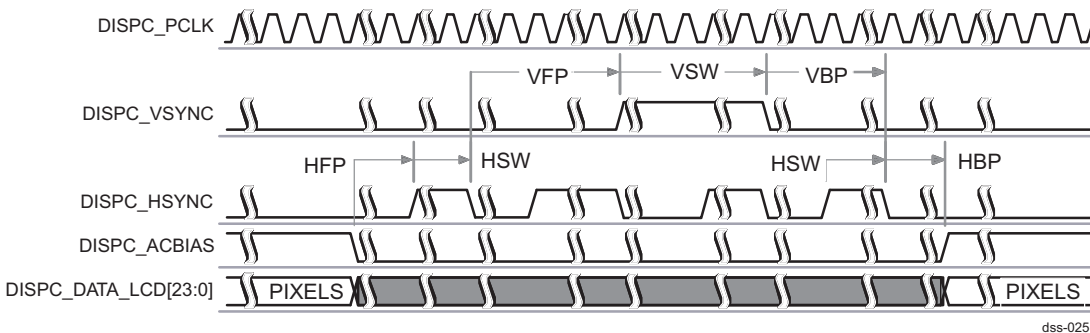 DISPC_PCLK
VFP VSW VBP
DISPC_VSYNC
HFP HSW HSW HBP
DISPC_HSYNC
DISPC_ACBIAS
DISPC_DATA_LCD[23:0] PIXELS PIXELS
dss-025